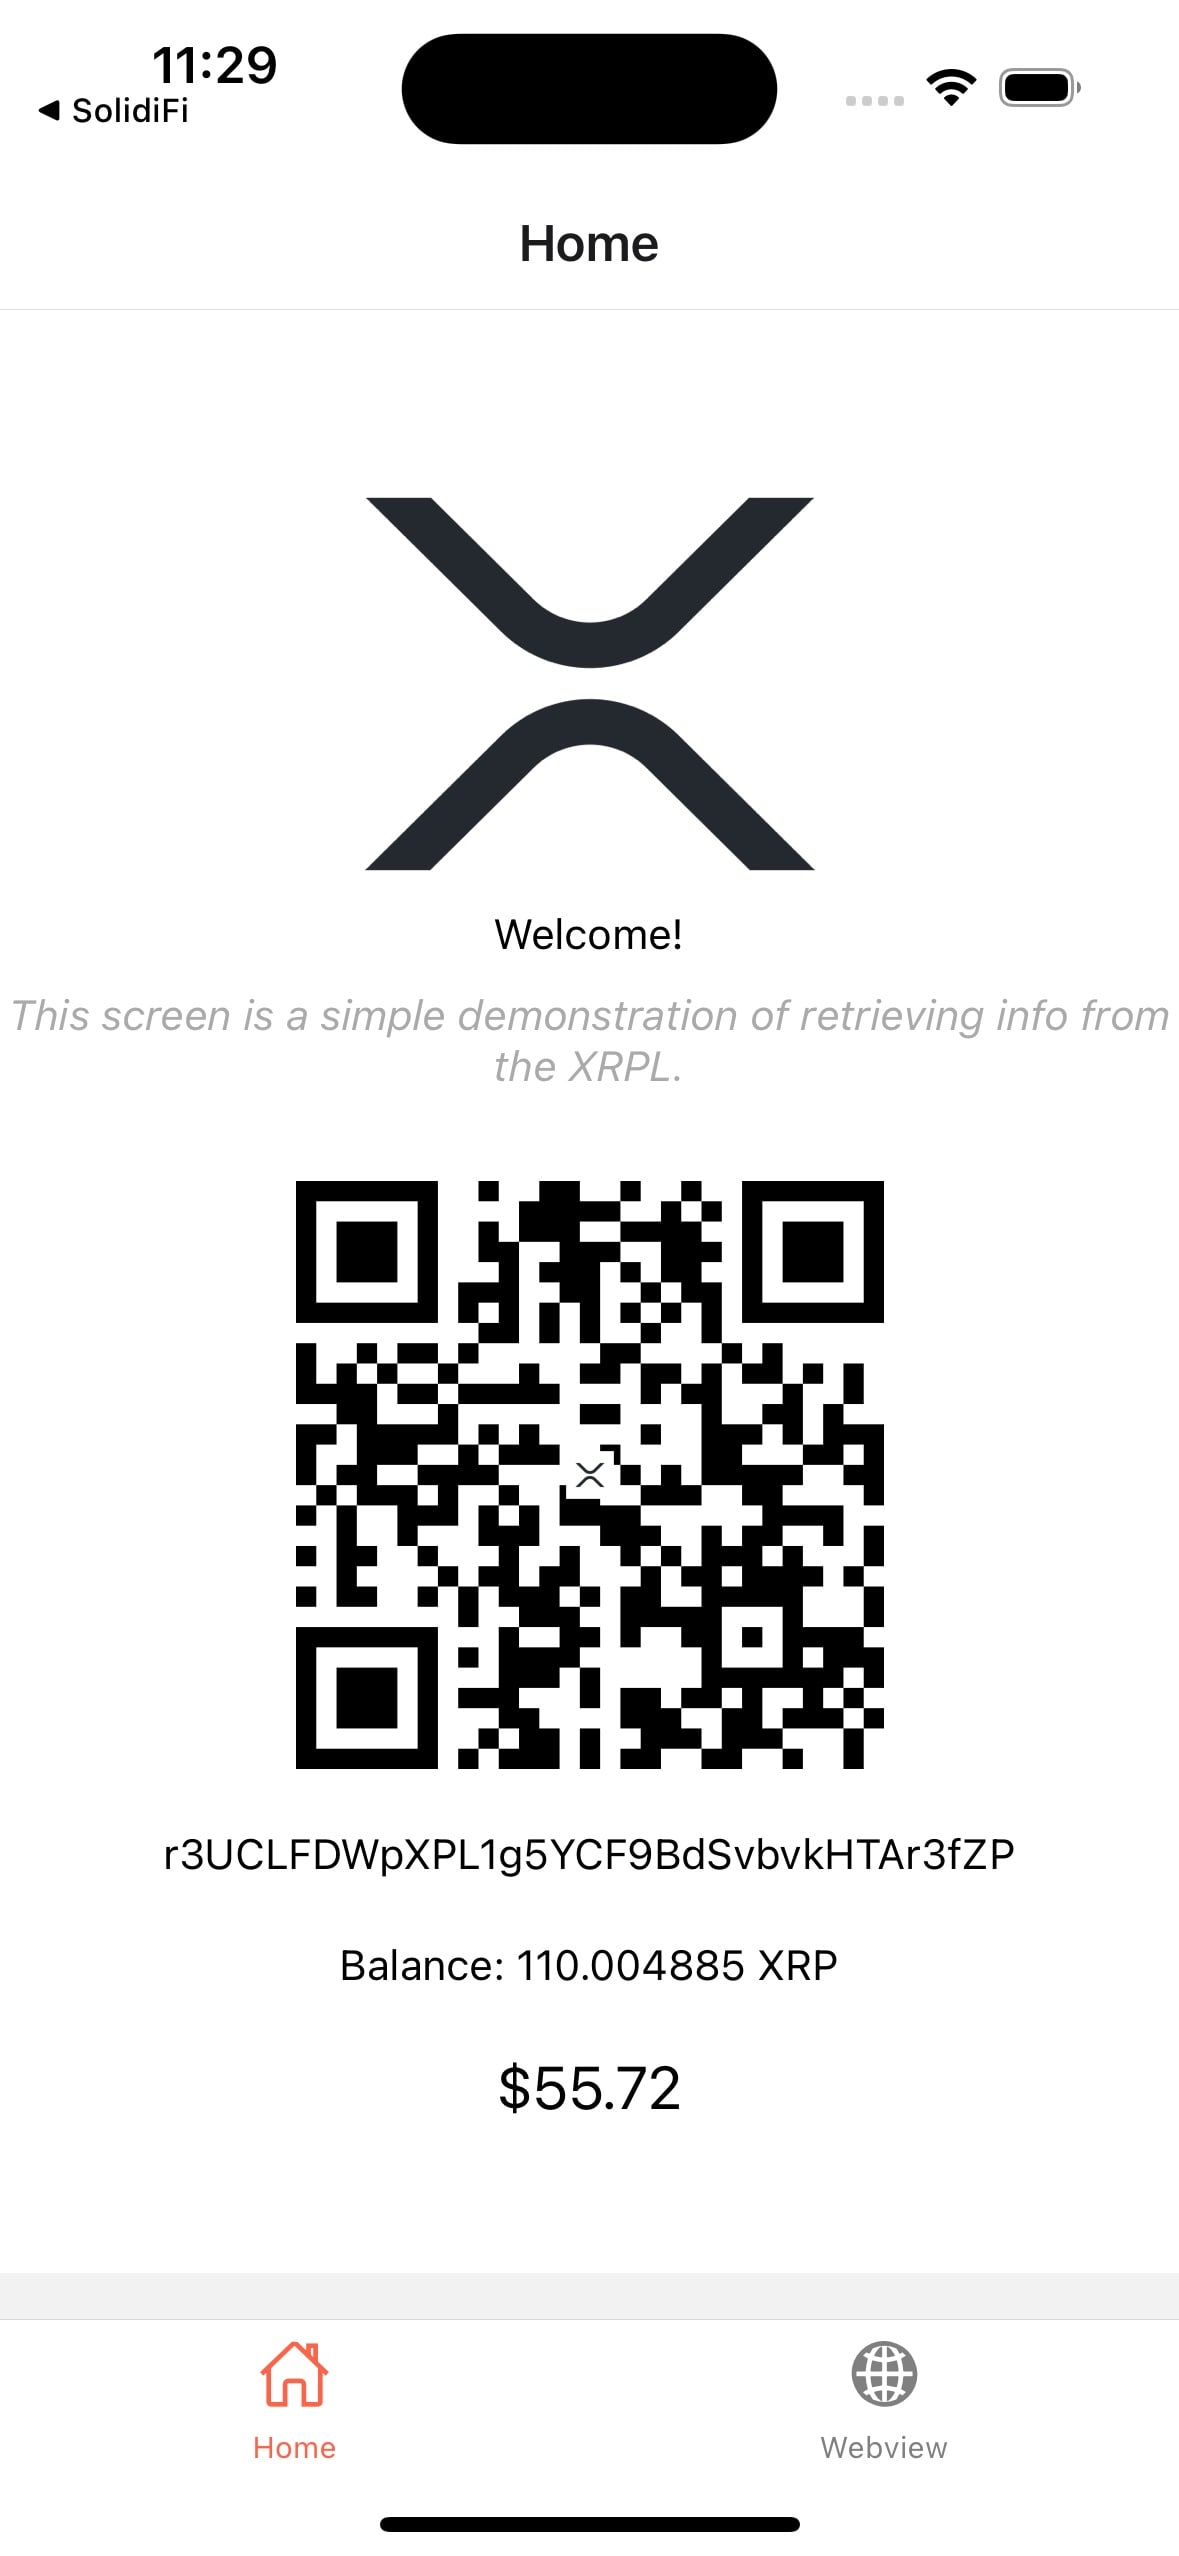 11:29
SolidiFi
Home
Welcome!
This screen is a simple demonstration of retrieving info from
the XRPL.
r3UCLFDWpXPL1g5YCF9BdSvbvkHTAr3fZP
Balance: 110.004885 XRP
$55.72
Home
Webview